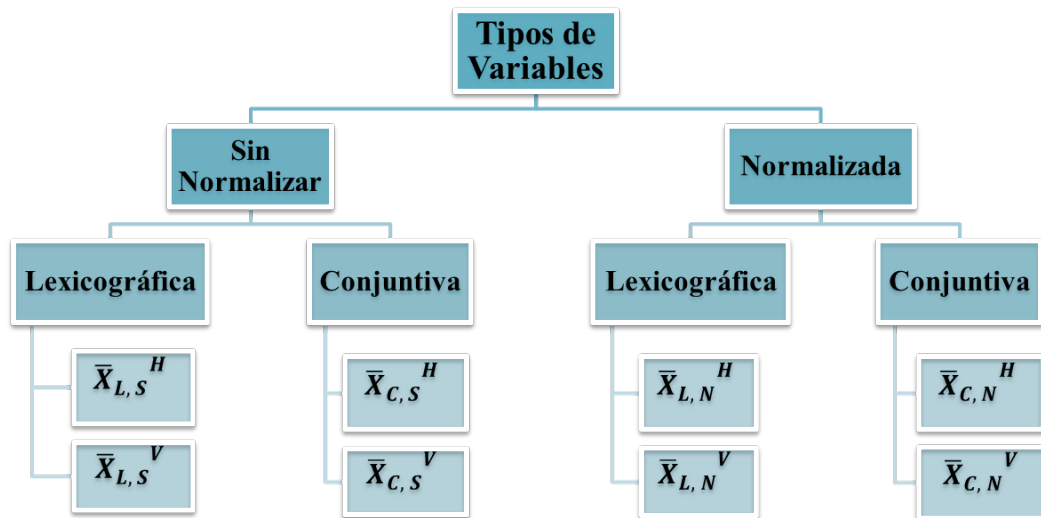 Tipos de
Variables
Sin
Normalizar
Normalizada
Lexicográfica
Conjuntiva
Lexicográfica
Conjuntiva
X̅_{L, S}^H
X̅_{C, S}^H
X̅_{L, N}^H
X̅_{C, N}^H
X̅_{L, S}^V
X̅_{C, S}^V
X̅_{L, N}^V
X̅_{C, N}^V